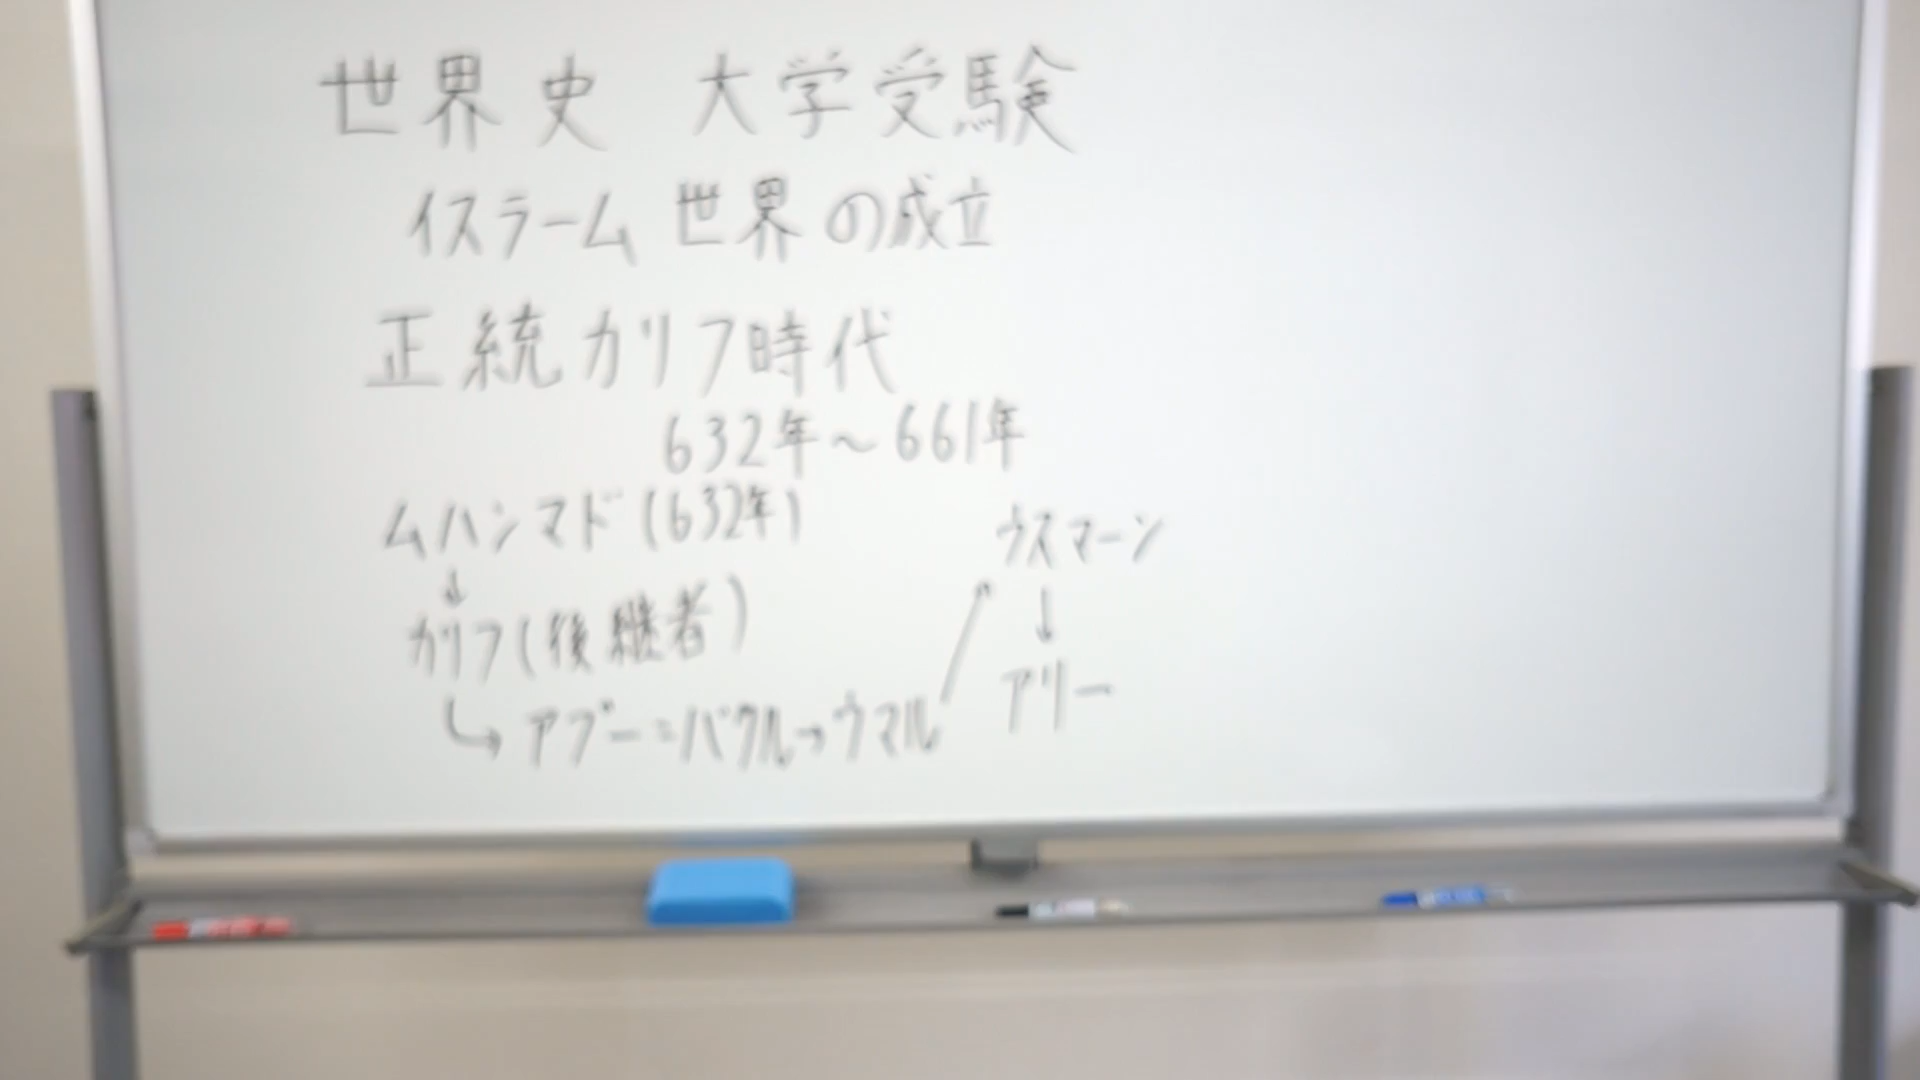 世界史 大学受験
イスラーム世界の成立
正統カリフ時代
632年～661年
ムハンマド(632年)
↓
カリフ(後継者)
↳アブー=バクル→ウマル
↗
ウスマーン
↓
アリー